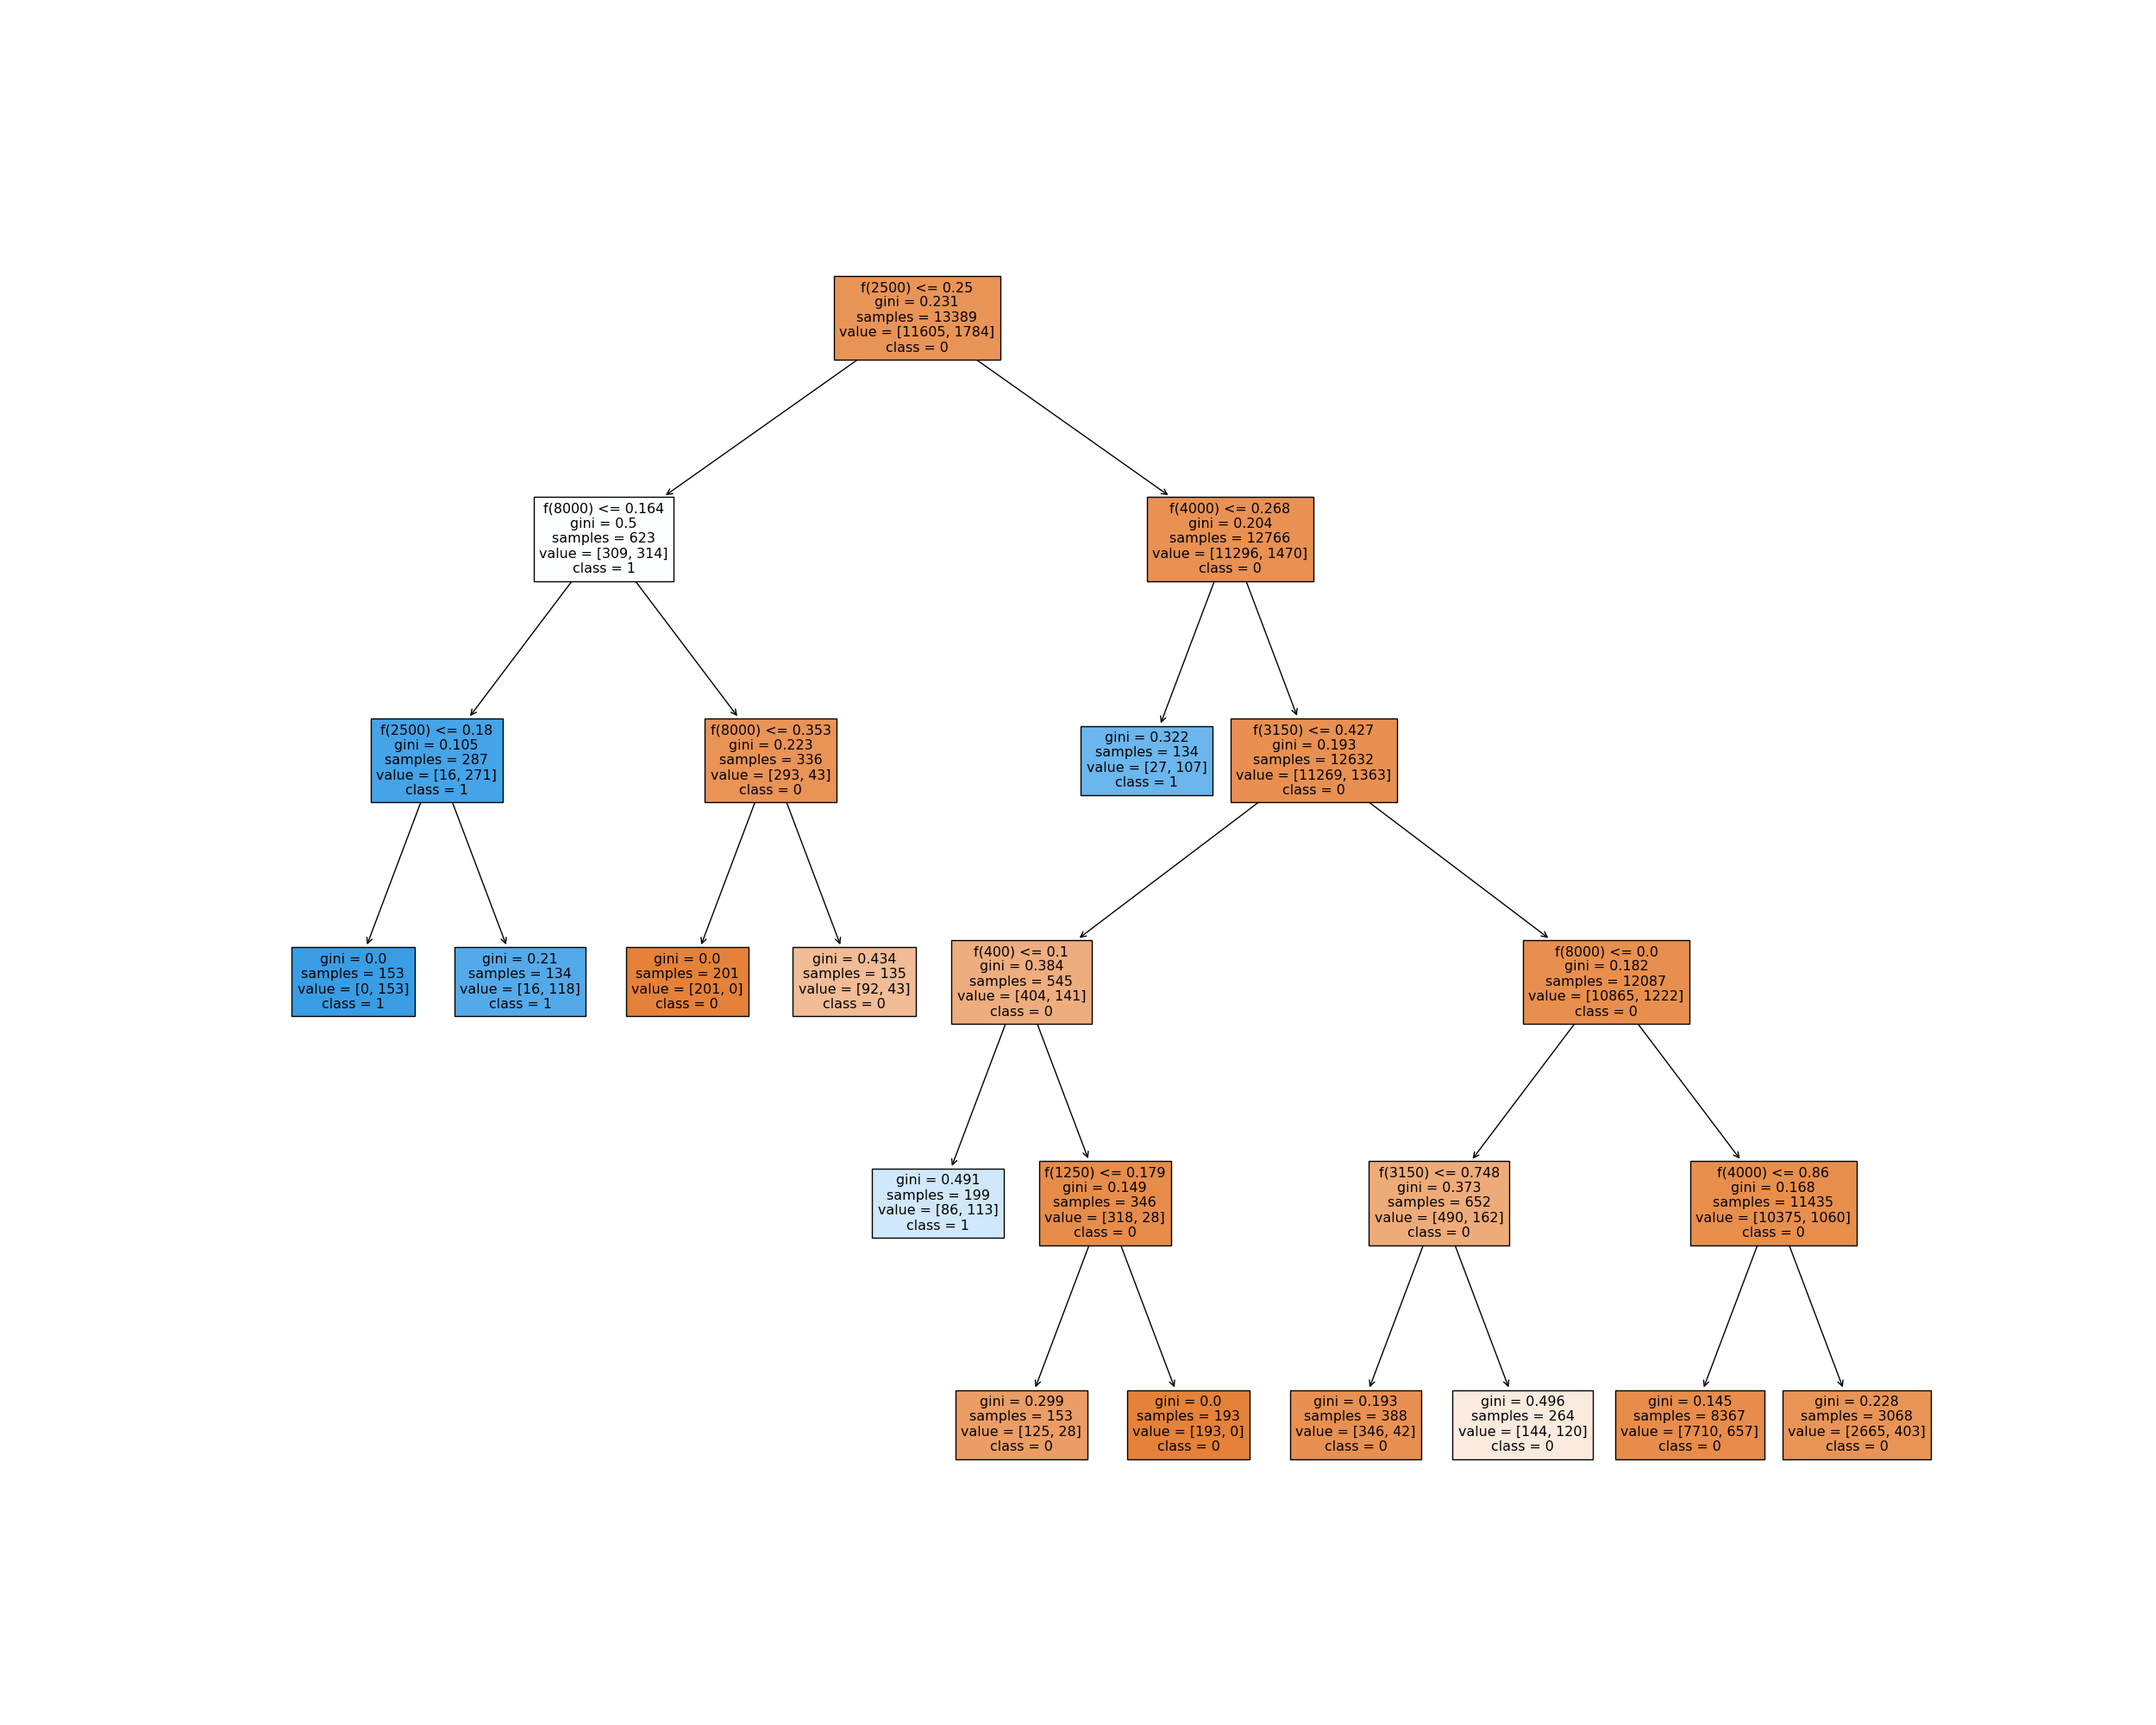 f(2500) <= 0.25
gini = 0.231
samples = 13389
value = [11605, 1784]
class = 0
f(8000) <= 0.164
gini = 0.5
samples = 623
value = [309, 314]
class = 1
f(4000) <= 0.268
gini = 0.204
samples = 12766
value = [11296, 1470]
class = 0
f(2500) <= 0.18
gini = 0.105
samples = 287
value = [16, 271]
class = 1
f(8000) <= 0.353
gini = 0.223
samples = 336
value = [293, 43]
class = 0
gini = 0.322
samples = 134
value = [27, 107]
class = 1
f(3150) <= 0.427
gini = 0.193
samples = 12632
value = [11269, 1363]
class = 0
gini = 0.0
samples = 153
value = [0, 153]
class = 1
gini = 0.21
samples = 134
value = [16, 118]
class = 1
gini = 0.0
samples = 201
value = [201, 0]
class = 0
gini = 0.434
samples = 135
value = [92, 43]
class = 0
f(400) <= 0.1
gini = 0.384
samples = 545
value = [404, 141]
class = 0
f(8000) <= 0.0
gini = 0.182
samples = 12087
value = [10865, 1222]
class = 0
gini = 0.491
samples = 199
value = [86, 113]
class = 1
f(1250) <= 0.179
gini = 0.149
samples = 346
value = [318, 28]
class = 0
f(3150) <= 0.748
gini = 0.373
samples = 652
value = [490, 162]
class = 0
f(4000) <= 0.86
gini = 0.168
samples = 11435
value = [10375, 1060]
class = 0
gini = 0.299
samples = 153
value = [125, 28]
class = 0
gini = 0.0
samples = 193
value = [193, 0]
class = 0
gini = 0.193
samples = 388
value = [346, 42]
class = 0
gini = 0.496
samples = 264
value = [144, 120]
class = 0
gini = 0.145
samples = 8367
value = [7710, 657]
class = 0
gini = 0.228
samples = 3068
value = [2665, 403]
class = 0